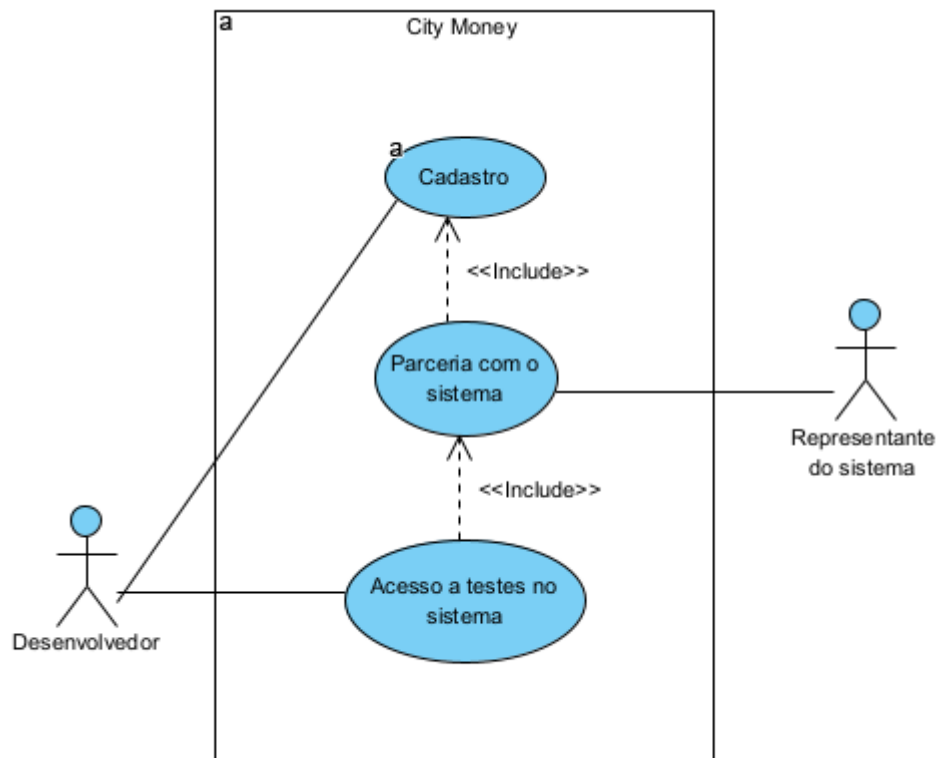 a
City Money
a
Cadastro
<<Include>>
Parceria com o
sistema
Representante
do sistema
<<Include>>
Acesso a testes no
sistema
Desenvolvedor